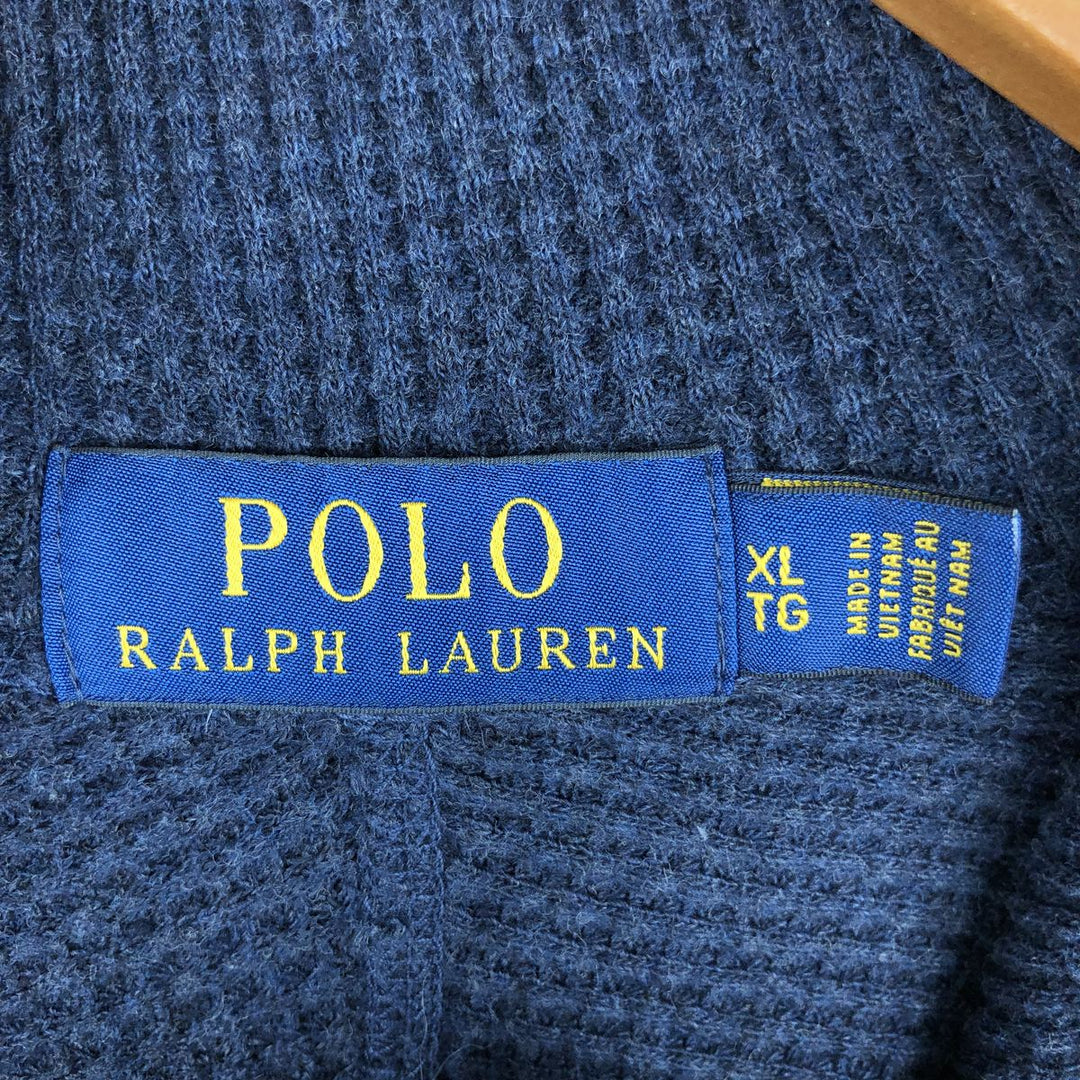 POLO
RALPH LAUREN
XL
TG
MADE IN
VIETNAM
FABRIQUÉ AU
VIÊT NAM